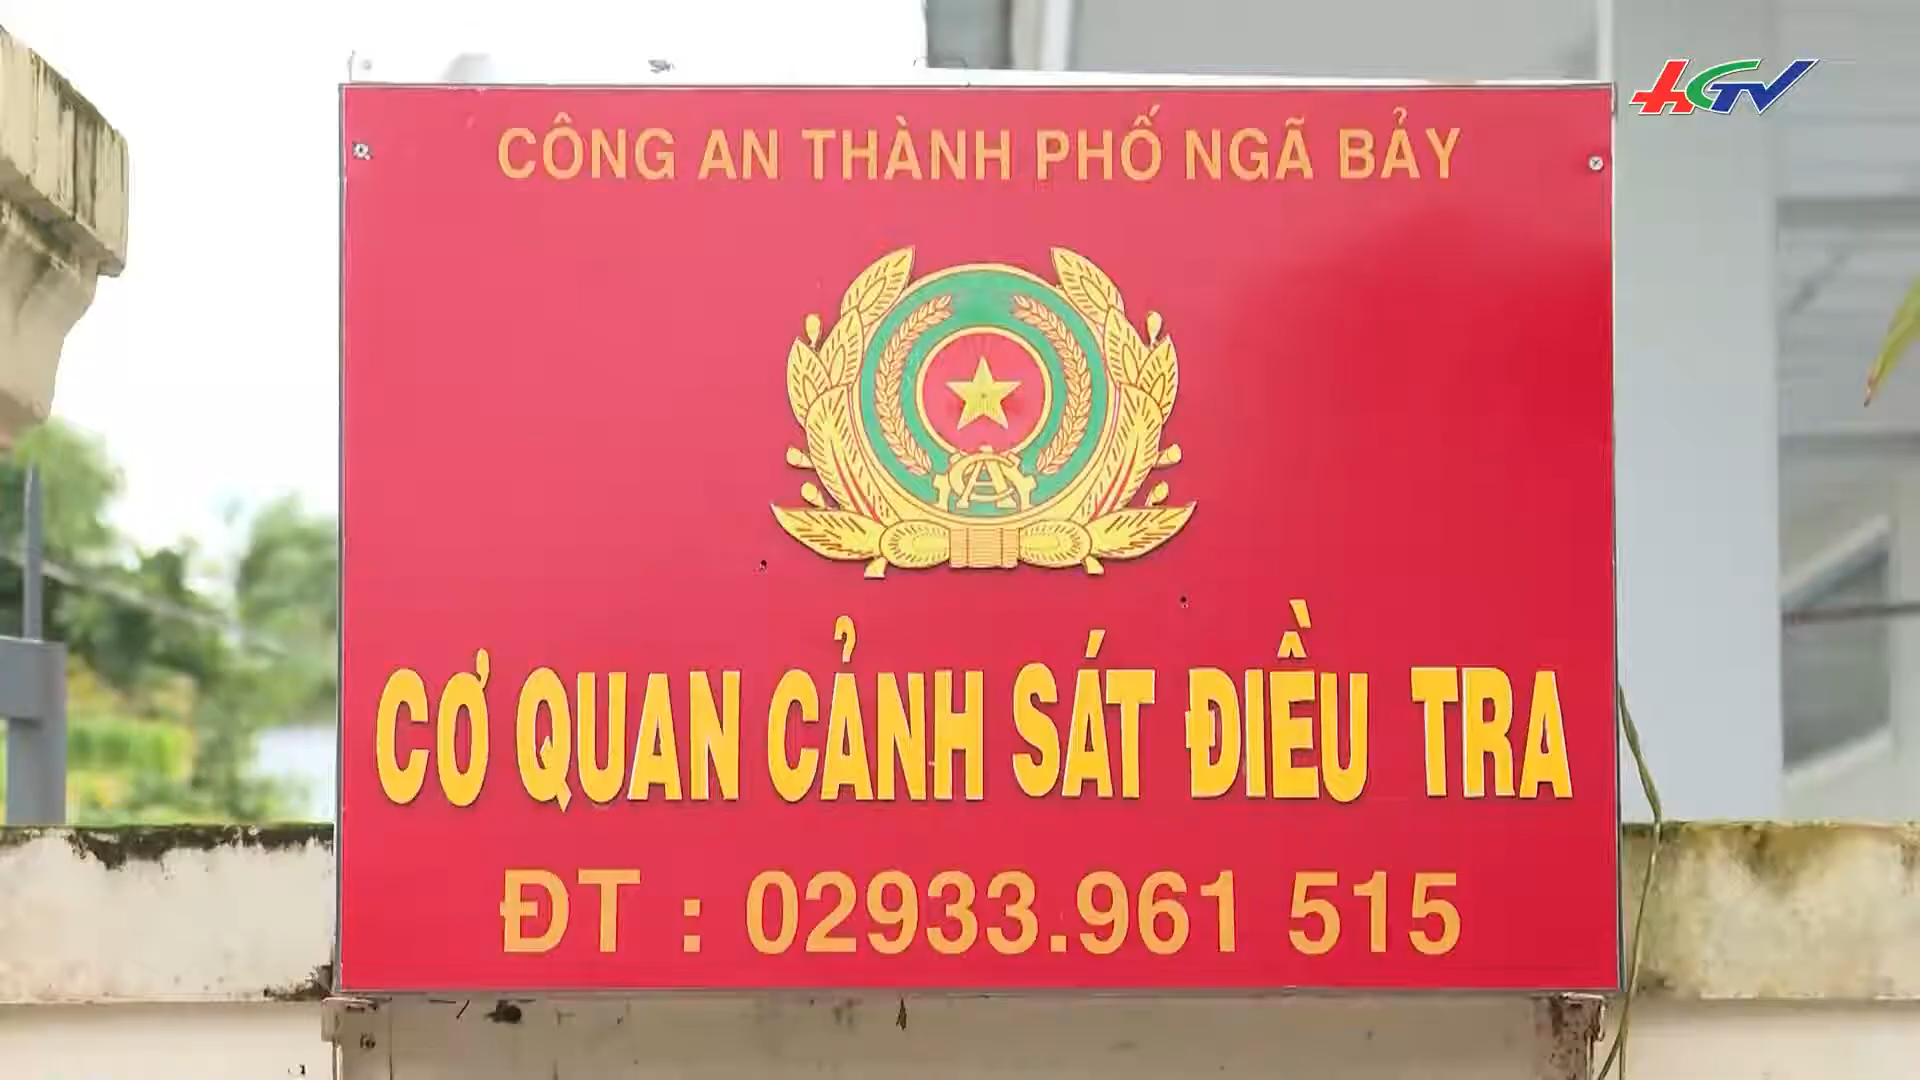 HGTV
CÔNG AN THÀNH PHỐ NGÃ BẢY
CƠ QUAN CẢNH SÁT ĐIỀU TRA
ĐT : 02933.961 515